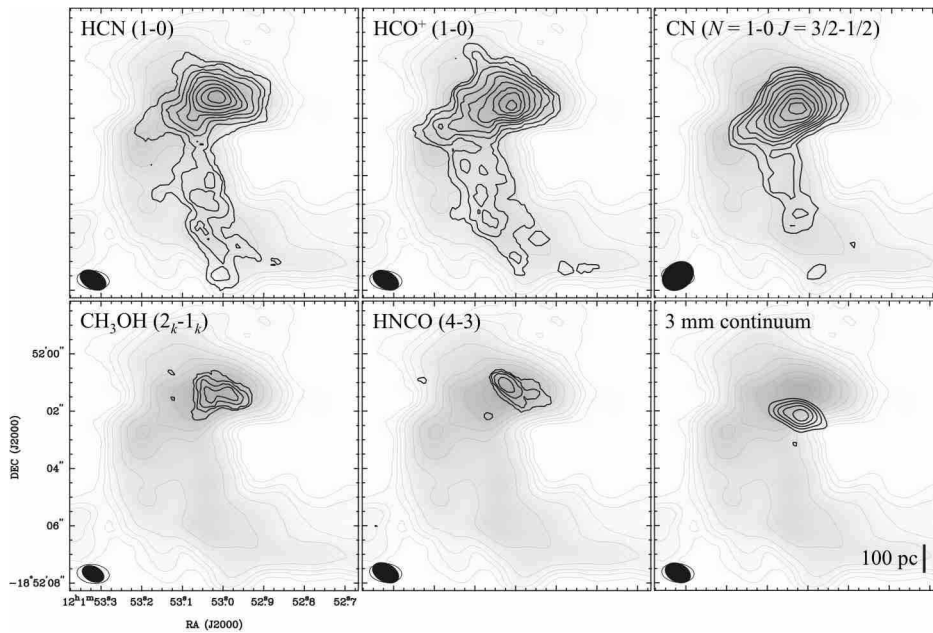 HCN (1-0)
HCO⁺ (1-0)
CN (N = 1-0 J = 3/2-1/2)
CH₃OH (2ₖ-1ₖ)
HNCO (4-3)
3 mm continuum
52'00"
02"
04"
06"
-18°52'08"
DEC (J2000)
100 pc
12ʰ1ᵐ53ˢ.3
53ˢ.2
53ˢ.1
53ˢ.0
52ˢ.9
52ˢ.8
52ˢ.7
RA (J2000)